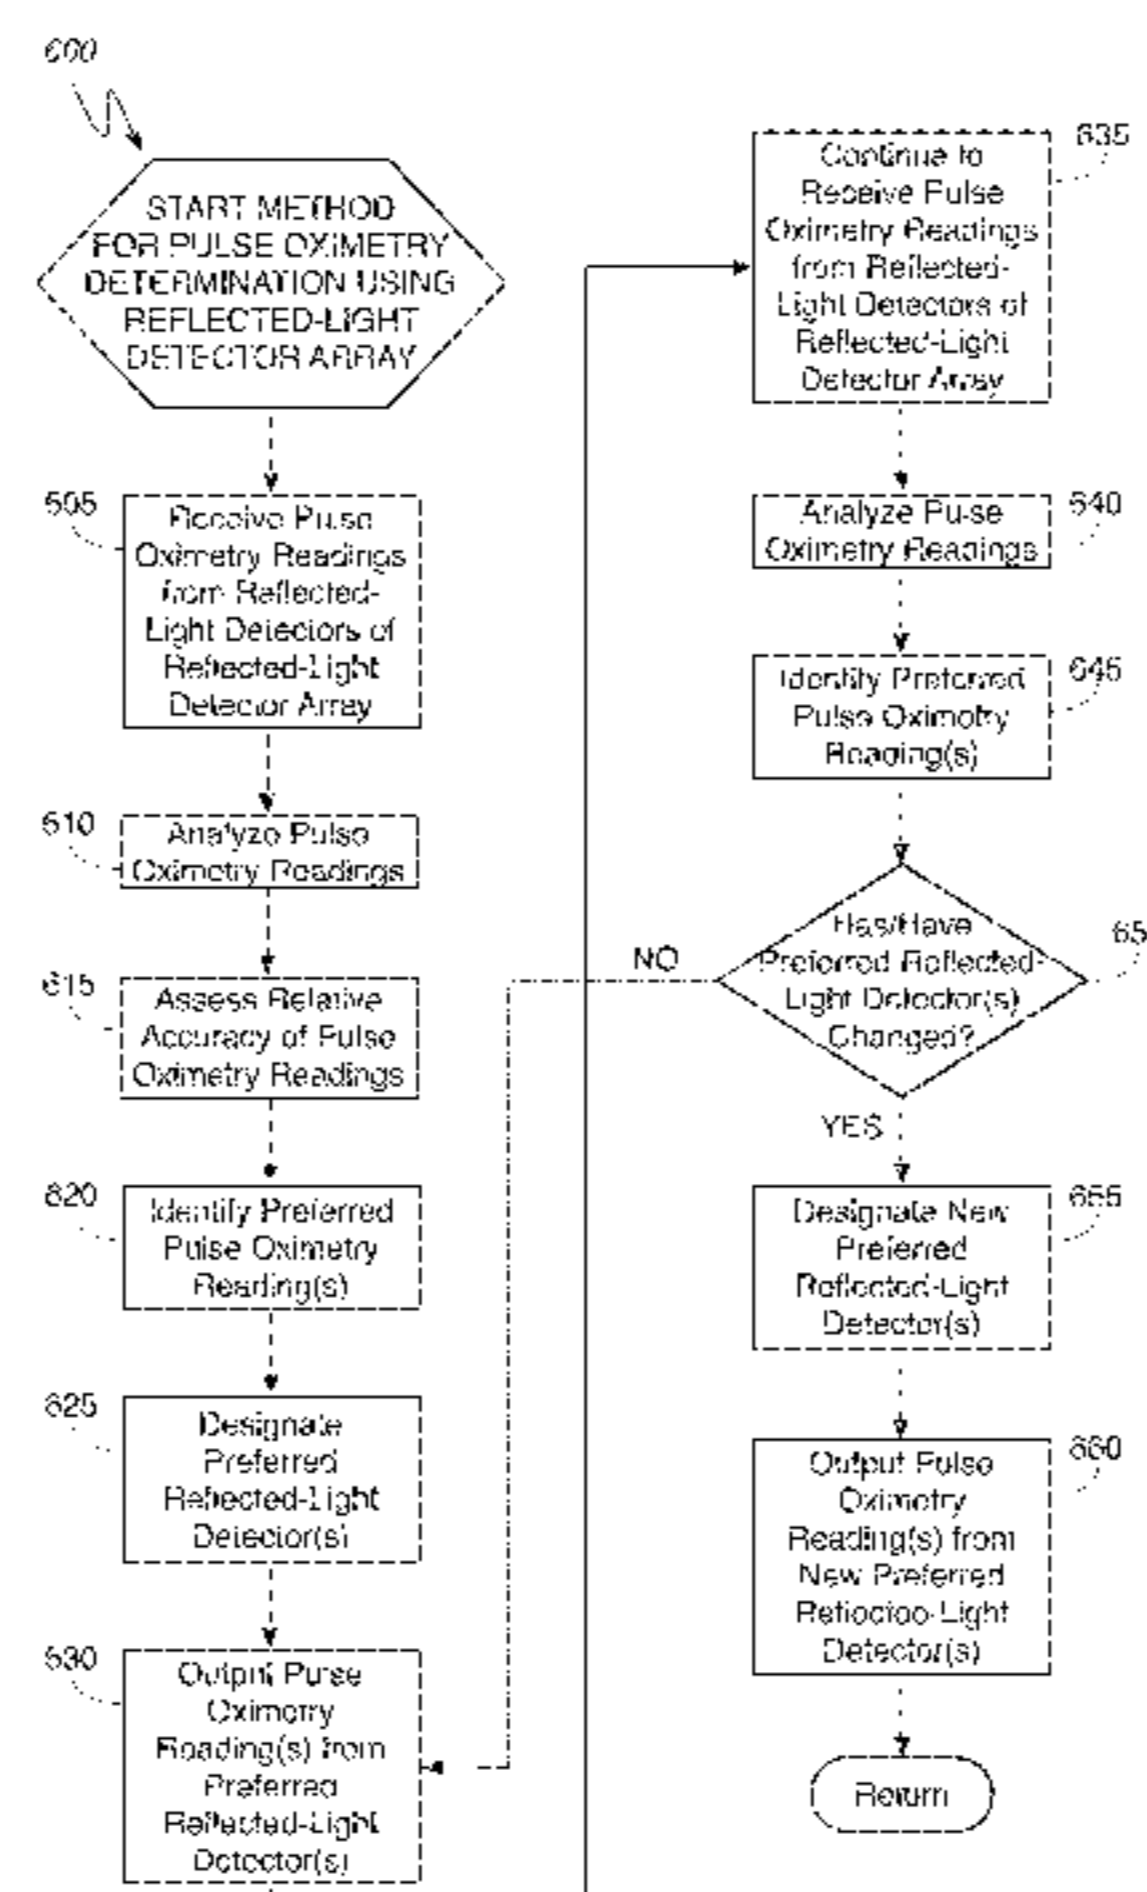 600
START METHOD
FOR PULSE OXIMETRY
DETERMINATION USING
REFLECTED-LIGHT
DETECTOR ARRAY
605
Receive Pulse
Oximetry Readings
from Reflected-
Light Detectors of
Reflected-Light
Detector Array
610
Analyze Pulse
Oximetry Readings
615
Assess Relative
Accuracy of Pulse
Oximetry Readings
620
Identify Preferred
Pulse Oximetry
Reading(s)
625
Designate
Preferred
Reflected-Light
Detector(s)
630
Output Pulse
Oximetry
Reading(s) from
Preferred
Reflected-Light
Detector(s)
635
Continue to
Receive Pulse
Oximetry Readings
from Reflected-
Light Detectors of
Reflected-Light
Detector Array
640
Analyze Pulse
Oximetry Readings
645
Identify Preferred
Pulse Oximetry
Reading(s)
65
Has/Have
Preferred Reflected-
Light Detector(s)
Changed?
NO
YES
655
Designate New
Preferred
Reflected-Light
Detector(s)
660
Output Pulse
Oximetry
Reading(s) from
New Preferred
Reflected-Light
Detector(s)
Return